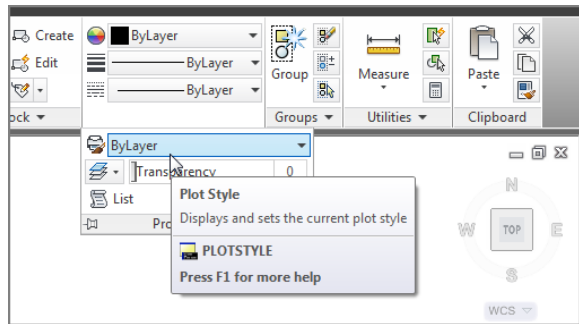 Create
ByLayer
Edit
ByLayer
Group
Measure
Paste
ByLayer
ock
Groups
Utilities
Clipboard
ByLayer
Transparency 0
List
Plot Style
Displays and sets the current plot style
Pro
PLOTSTYLE
Press F1 for more help
N
W
TOP
E
S
WCS